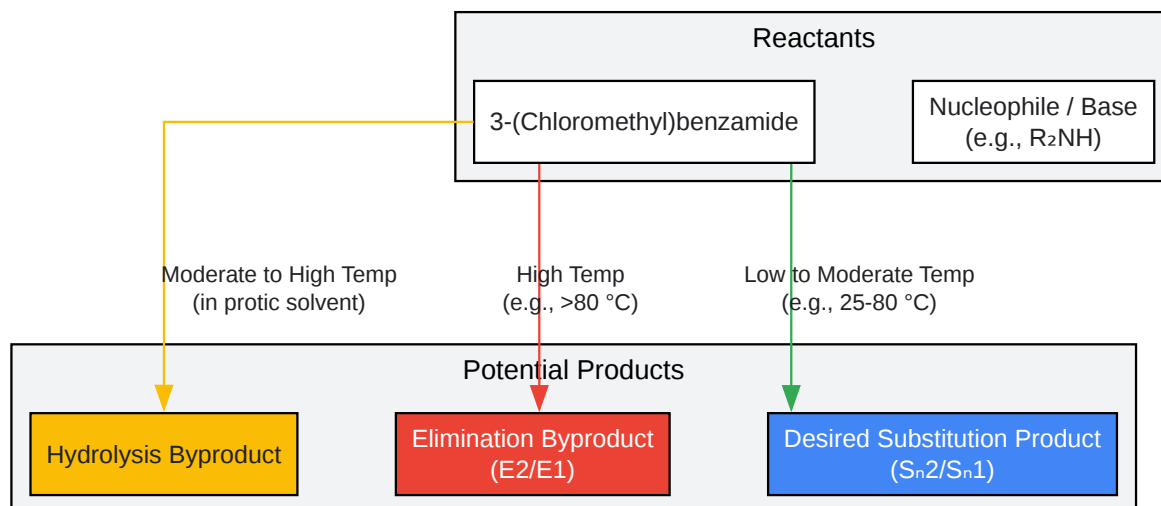 Reactants
3-(Chloromethyl)benzamide
Nucleophile / Base
(e.g., R₂NH)
Moderate to High Temp
(in protic solvent)
High Temp
(e.g., >80 °C)
Low to Moderate Temp
(e.g., 25-80 °C)
Potential Products
Hydrolysis Byproduct
Elimination Byproduct
(E2/E1)
Desired Substitution Product
(Sₙ2/Sₙ1)